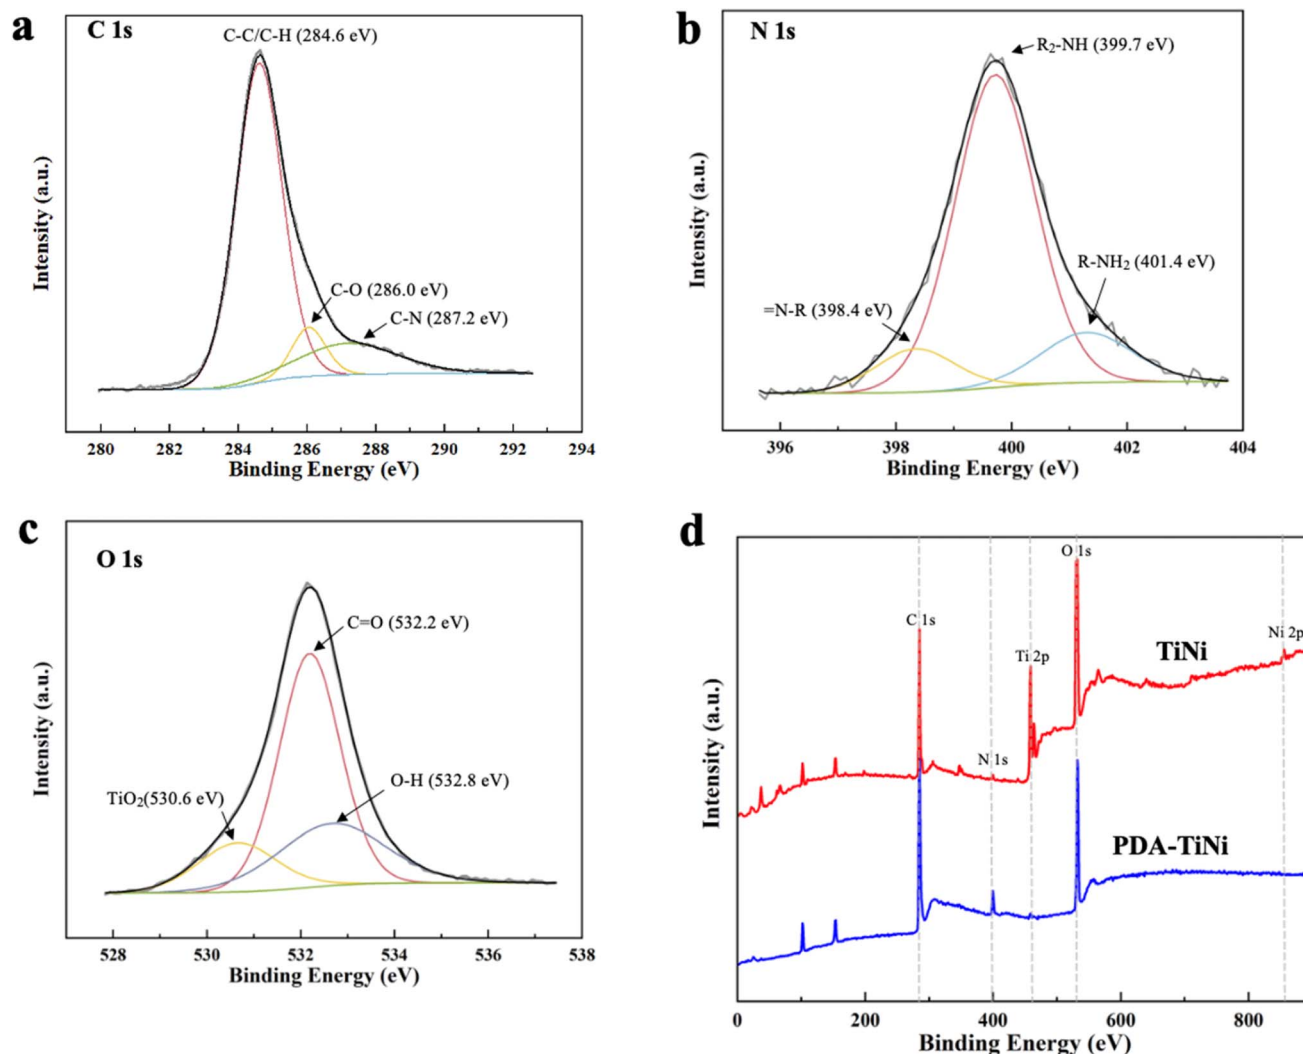 a
C 1s
C-C/C-H (284.6 eV)
C-O (286.0 eV)
C-N (287.2 eV)
Intensity (a.u.)
280 282 284 286 288 290 292 294
Binding Energy (eV)
b
N 1s
R₂-NH (399.7 eV)
R-NH₂ (401.4 eV)
=N-R (398.4 eV)
Intensity (a.u.)
396 398 400 402 404
Binding Energy (eV)
c
O 1s
C=O (532.2 eV)
O-H (532.8 eV)
TiO₂(530.6 eV)
Intensity (a.u.)
528 530 532 534 536 538
Binding Energy (eV)
d
O 1s
C 1s
Ni 2p
TiNi
Ti 2p
N 1s
PDA-TiNi
Intensity (a.u.)
0 200 400 600 800
Binding Energy (eV)